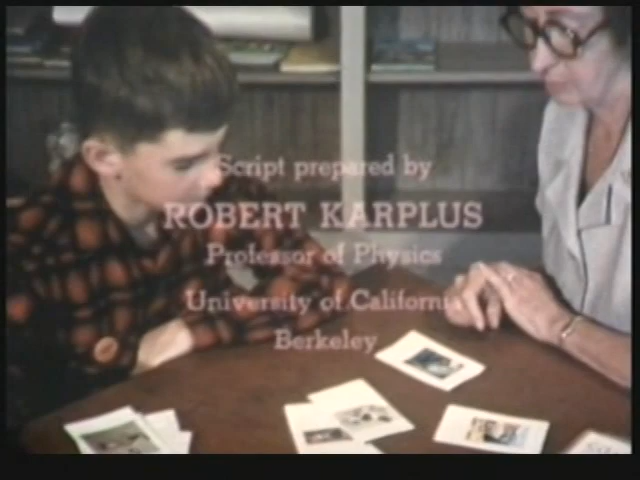 Script prepared by
ROBERT KARPLUS
Professor of Physics
University of California
Berkeley